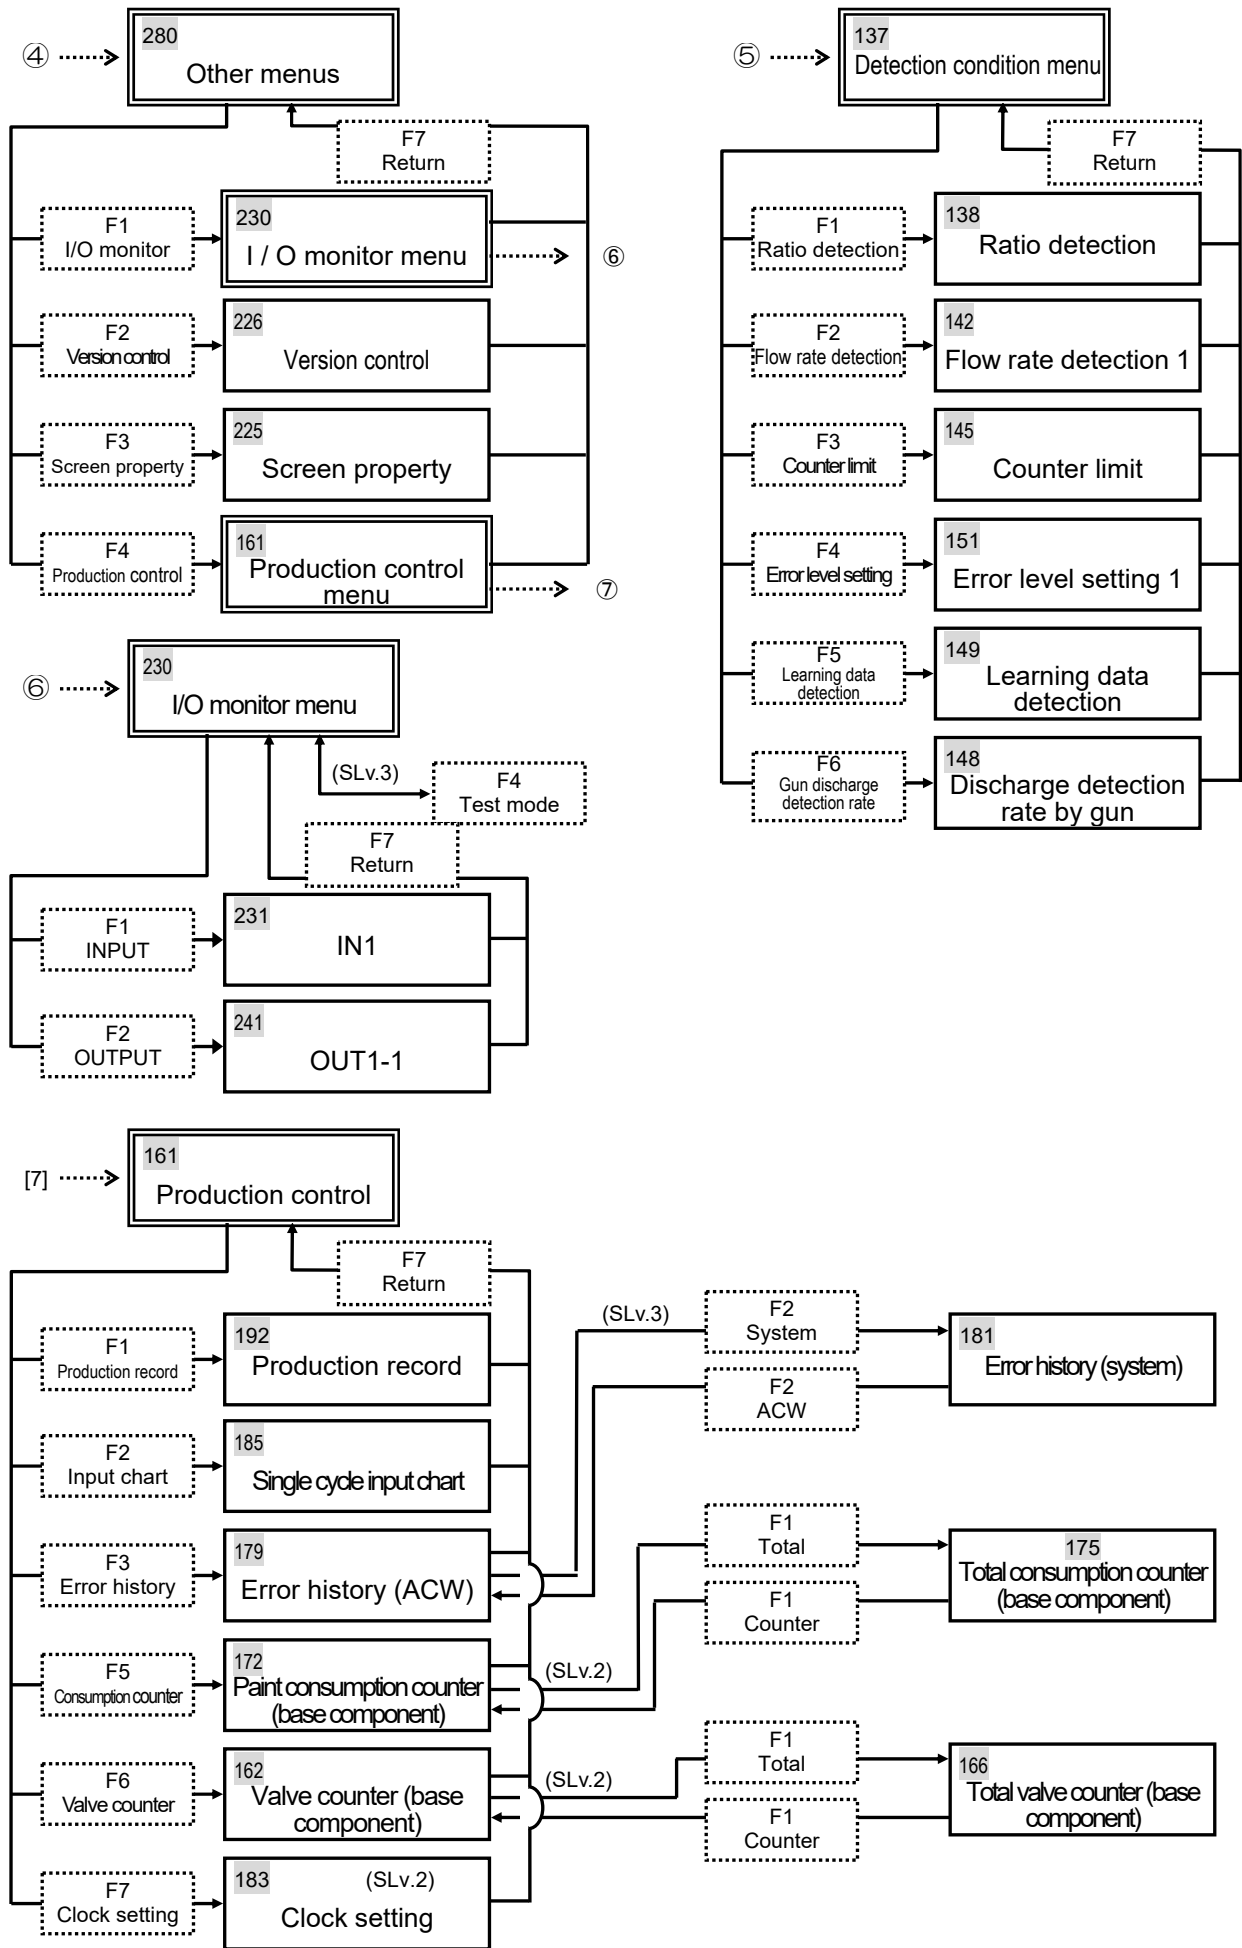 ④
280
Other menus
F7
Return
F1
I/O monitor
230
I / O monitor menu
⑥
F2
Version control
226
Version control
F3
Screen property
225
Screen property
F4
Production control
161
Production control
menu
⑦
⑤
137
Detection condition menu
F7
Return
F1
Ratio detection
138
Ratio detection
F2
Flow rate detection
142
Flow rate detection 1
F3
Counter limit
145
Counter limit
F4
Error level setting
151
Error level setting 1
F5
Learning data
detection
149
Learning data
detection
F6
Gun discharge
detection rate
148
Discharge detection
rate by gun
⑥
230
I/O monitor menu
(SLv.3)
F4
Test mode
F7
Return
F1
INPUT
231
IN1
F2
OUTPUT
241
OUT1-1
[7]
161
Production control
F7
Return
F1
Production record
192
Production record
F2
Input chart
185
Single cycle input chart
F3
Error history
179
Error history (ACW)
(SLv.3)
F2
System
F2
ACW
181
Error history (system)
F5
Consumption counter
172
Paint consumption counter
(base component)
(SLv.2)
F1
Total
F1
Counter
175
Total consumption counter
(base component)
F6
Valve counter
162
Valve counter (base
component)
(SLv.2)
F1
Total
F1
Counter
166
Total valve counter (base
component)
F7
Clock setting
183
(SLv.2)
Clock setting